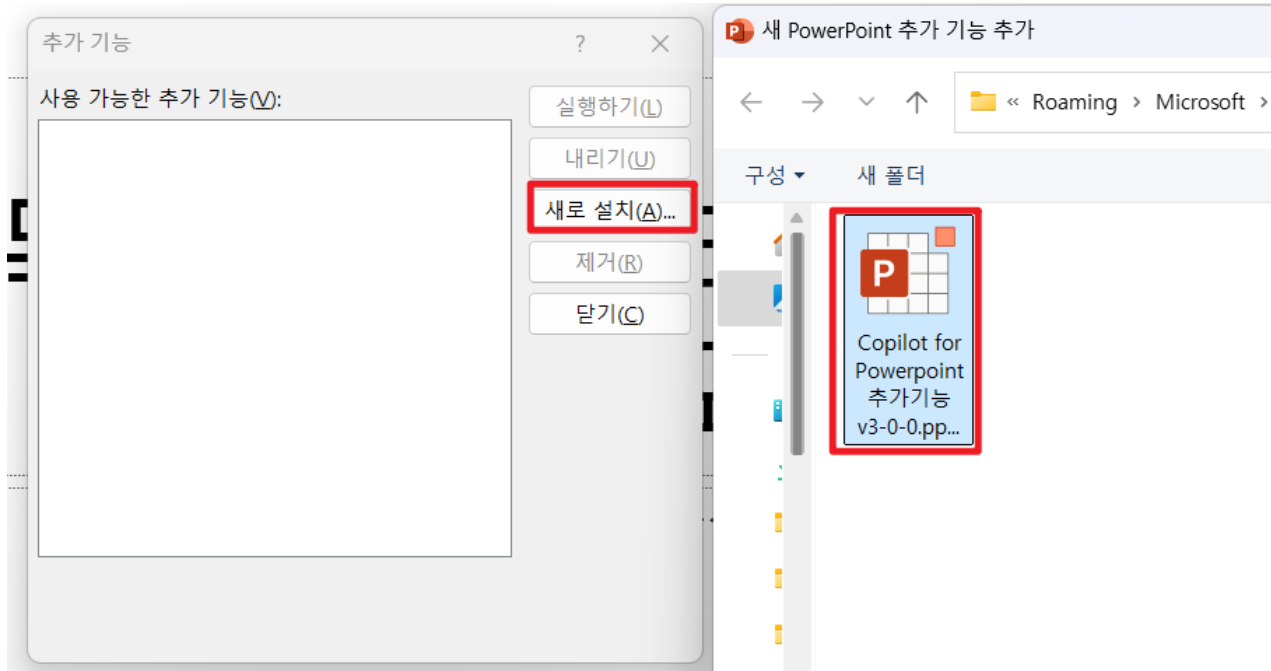 추가 기능
사용 가능한 추가 기능(V):
실행하기(L)
내리기(U)
새로 설치(A)...
제거(R)
닫기(C)
새 PowerPoint 추가 기능 추가
« Roaming > Microsoft >
구성
새 폴더
P
Copilot for
Powerpoint
추가기능
v3-0-0.pp...